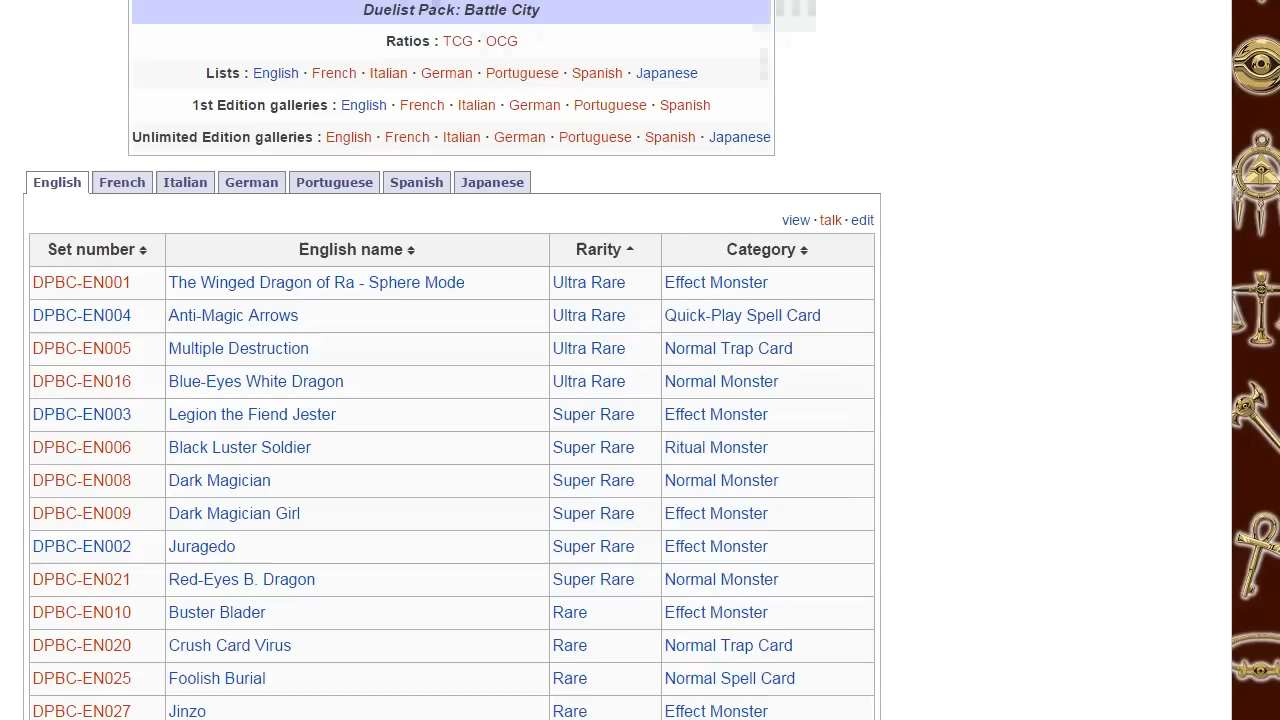 Duelist Pack: Battle City
Ratios : TCG · OCG
Lists : English · French · Italian · German · Portuguese · Spanish · Japanese
1st Edition galleries : English · French · Italian · German · Portuguese · Spanish
Unlimited Edition galleries : English · French · Italian · German · Portuguese · Spanish · Japanese
English French Italian German Portuguese Spanish Japanese
view · talk · edit
Set number English name Rarity Category
DPBC-EN001 The Winged Dragon of Ra - Sphere Mode Ultra Rare Effect Monster
DPBC-EN004 Anti-Magic Arrows Ultra Rare Quick-Play Spell Card
DPBC-EN005 Multiple Destruction Ultra Rare Normal Trap Card
DPBC-EN016 Blue-Eyes White Dragon Ultra Rare Normal Monster
DPBC-EN003 Legion the Fiend Jester Super Rare Effect Monster
DPBC-EN006 Black Luster Soldier Super Rare Ritual Monster
DPBC-EN008 Dark Magician Super Rare Normal Monster
DPBC-EN009 Dark Magician Girl Super Rare Effect Monster
DPBC-EN002 Juragedo Super Rare Effect Monster
DPBC-EN021 Red-Eyes B. Dragon Super Rare Normal Monster
DPBC-EN010 Buster Blader Rare Effect Monster
DPBC-EN020 Crush Card Virus Rare Normal Trap Card
DPBC-EN025 Foolish Burial Rare Normal Spell Card
DPBC-EN027 Jinzo Rare Effect Monster